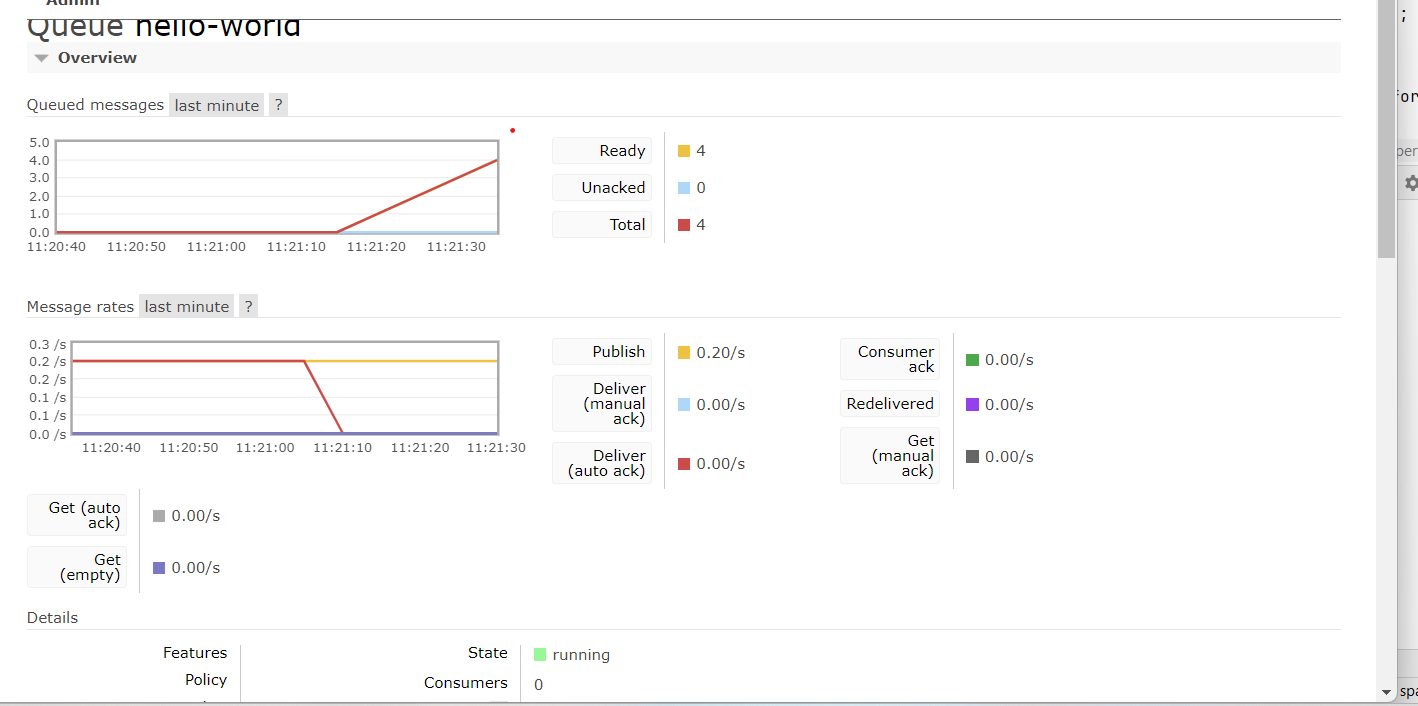 Admin
Queue hello-world
Overview
Queued messages last minute ?
5.0
4.0
3.0
2.0
1.0
0.0
11:20:40 11:20:50 11:21:00 11:21:10 11:21:20 11:21:30
Ready 4
Unacked 0
Total 4
Message rates last minute ?
0.3 /s
0.2 /s
0.2 /s
0.1 /s
0.1 /s
0.0 /s
11:20:40 11:20:50 11:21:00 11:21:10 11:21:20 11:21:30
Publish 0.20/s
Deliver
(manual
ack) 0.00/s
Deliver
(auto ack) 0.00/s
Consumer
ack 0.00/s
Redelivered 0.00/s
Get
(manual
ack) 0.00/s
Get (auto
ack) 0.00/s
Get
(empty) 0.00/s
Details
Features
Policy
State running
Consumers 0
;